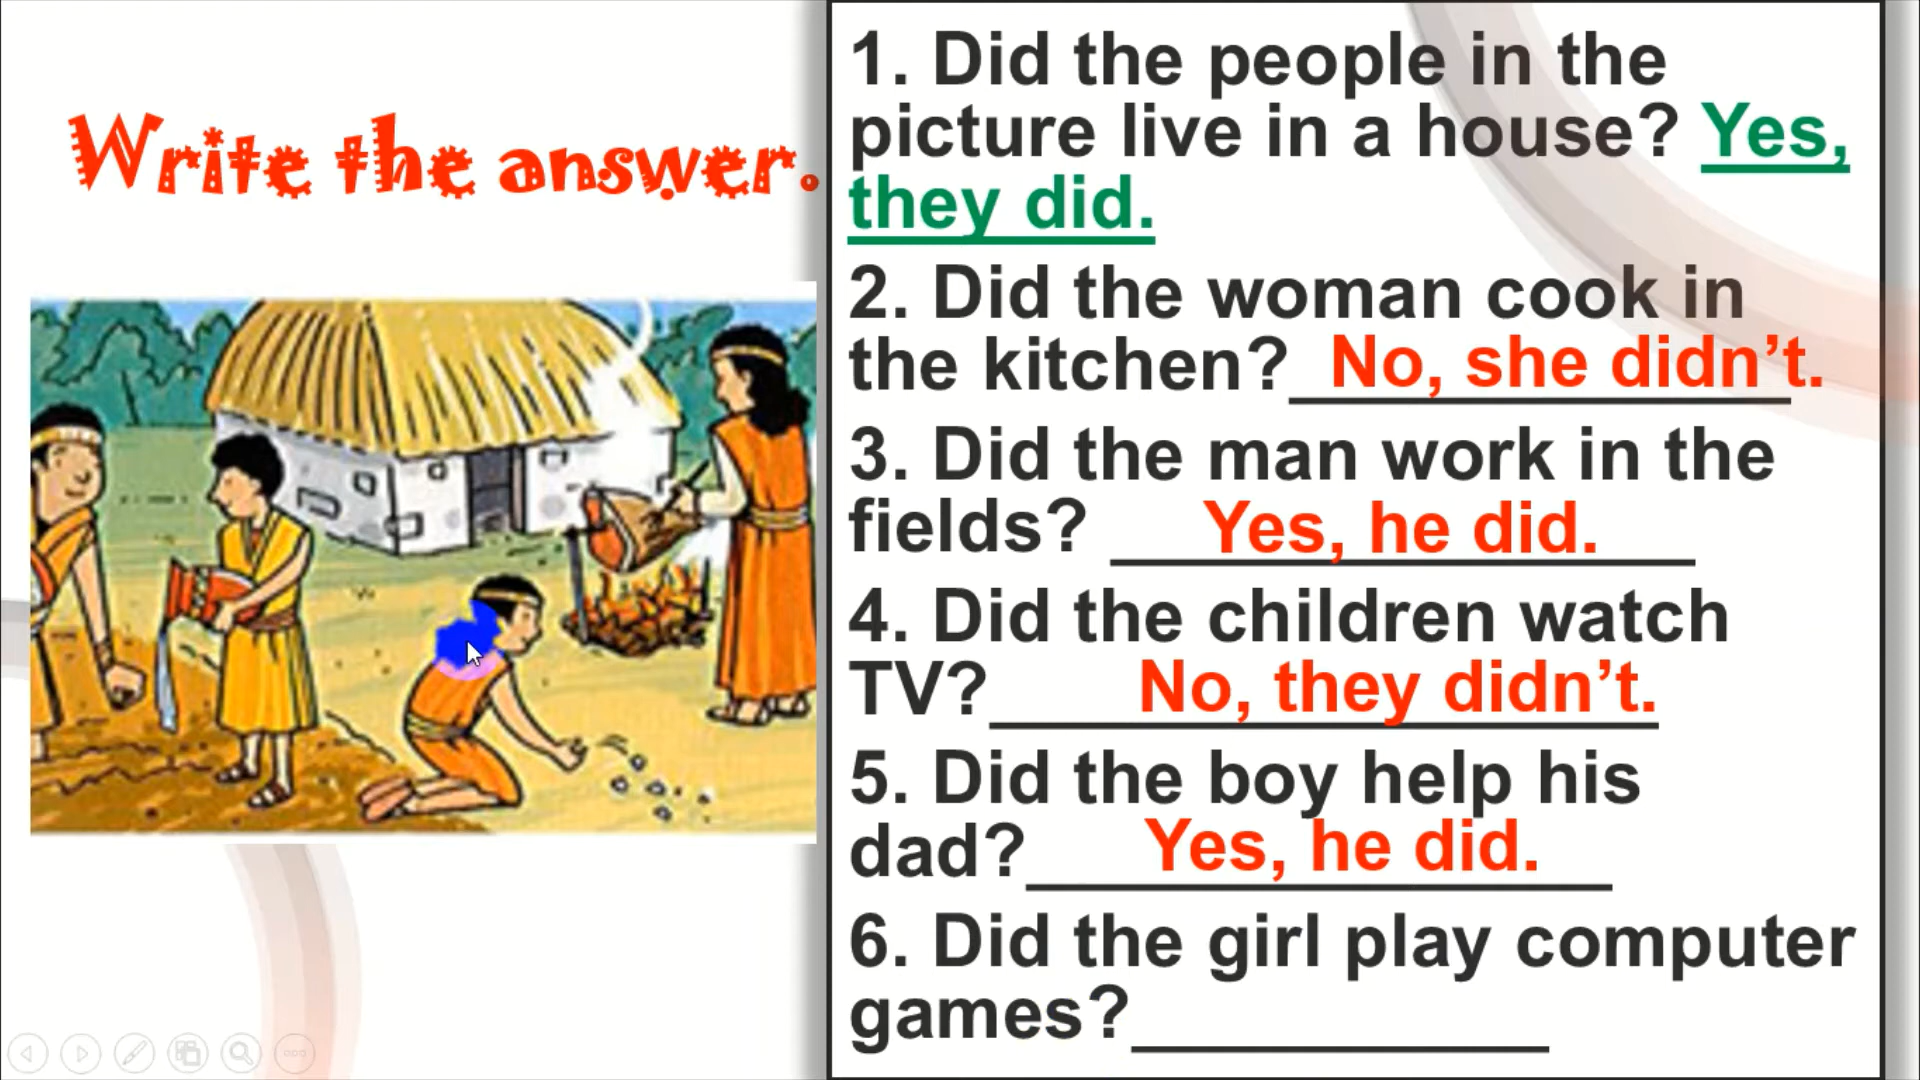 Write the answer.
1. Did the people in the
picture live in a house? Yes,
they did.
2. Did the woman cook in
the kitchen? No, she didn’t.
3. Did the man work in the
fields? Yes, he did.
4. Did the children watch
TV? No, they didn’t.
5. Did the boy help his
dad? Yes, he did.
6. Did the girl play computer
games?